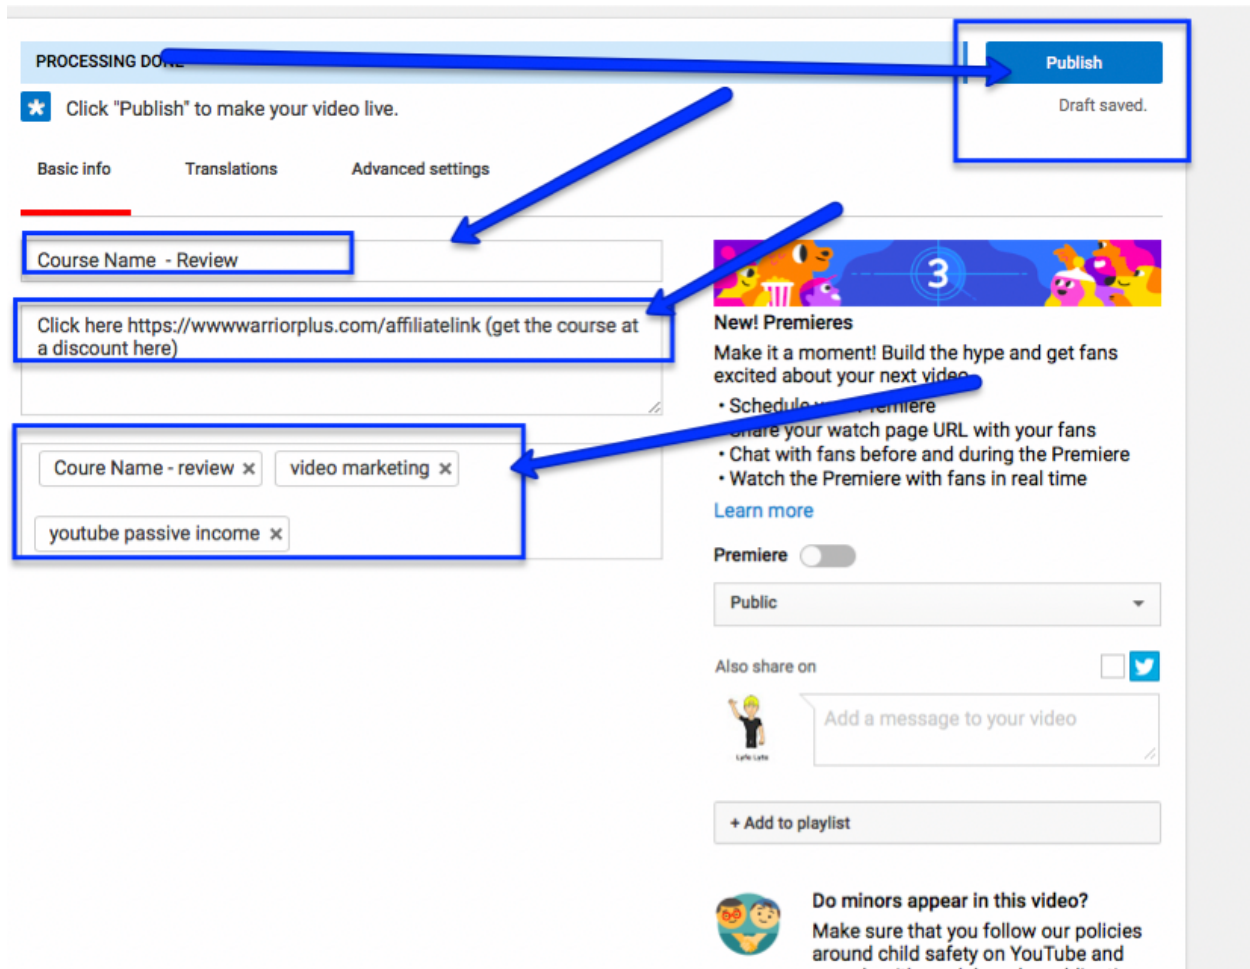 PROCESSING DONE
Publish
Click "Publish" to make your video live.
Draft saved.
Basic info
Translations
Advanced settings
Course Name - Review
Click here https://wwwwarriorplus.com/affiliatelink (get the course at
a discount here)
Coure Name - review ×
video marketing ×
youtube passive income ×
3
New! Premieres
Make it a moment! Build the hype and get fans
excited about your next video
• Schedule your Premiere
• Share your watch page URL with your fans
• Chat with fans before and during the Premiere
• Watch the Premiere with fans in real time
Learn more
Premiere
Public
Also share on
Add a message to your video
Lyfe Lyte
+ Add to playlist
Do minors appear in this video?
Make sure that you follow our policies
around child safety on YouTube and